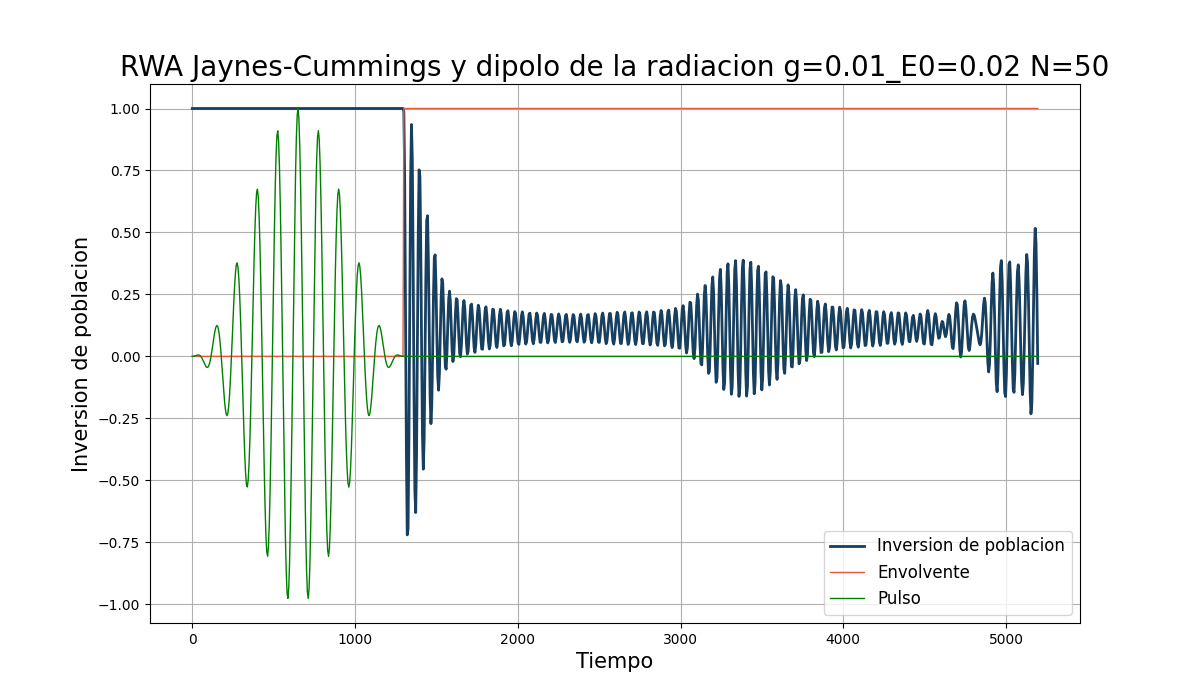 RWA Jaynes-Cummings y dipolo de la radiacion g=0.01_E0=0.02 N=50
Inversion de poblacion
1.00
0.75
0.50
0.25
0.00
−0.25
−0.50
−0.75
−1.00
Inversion de poblacion
Envolvente
Pulso
0 1000 2000 3000 4000 5000
Tiempo